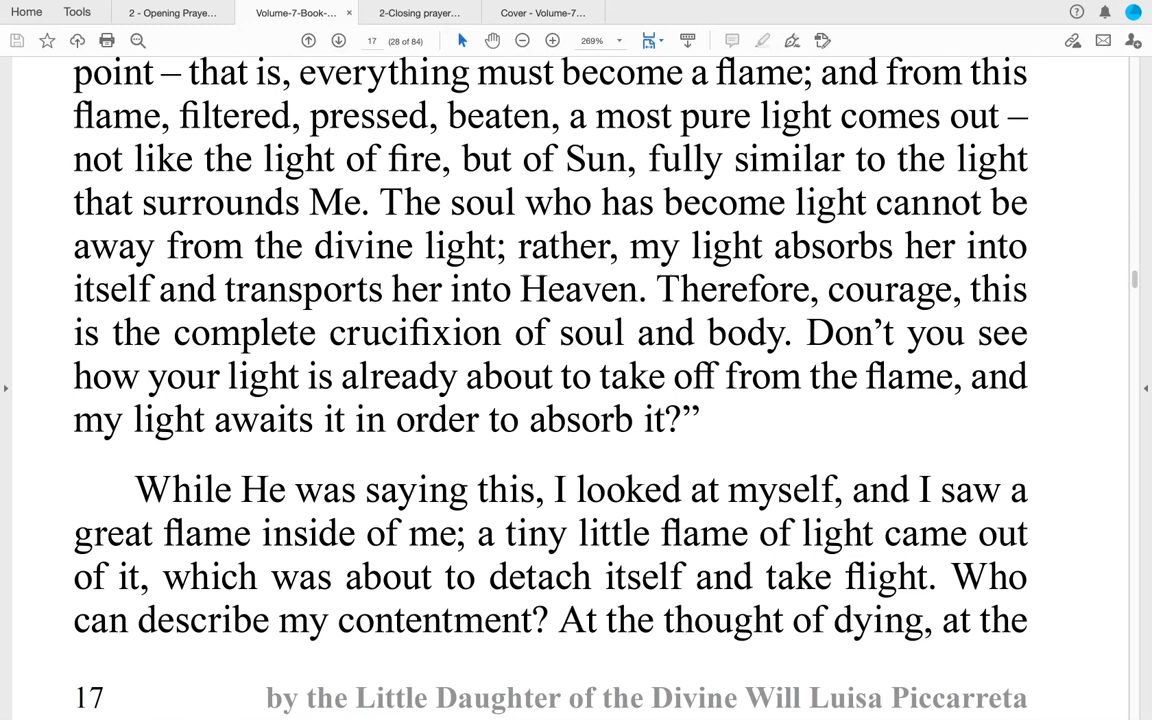 Home Tools 2 - Opening Praye... Volume-7-Book-... × 2-Closing prayer... Cover - Volume-7...
17 (28 of 84) 269%
point – that is, everything must become a flame; and from this
flame, filtered, pressed, beaten, a most pure light comes out –
not like the light of fire, but of Sun, fully similar to the light
that surrounds Me. The soul who has become light cannot be
away from the divine light; rather, my light absorbs her into
itself and transports her into Heaven. Therefore, courage, this
is the complete crucifixion of soul and body. Don’t you see
how your light is already about to take off from the flame, and
my light awaits it in order to absorb it?”
While He was saying this, I looked at myself, and I saw a
great flame inside of me; a tiny little flame of light came out
of it, which was about to detach itself and take flight. Who
can describe my contentment? At the thought of dying, at the
17 by the Little Daughter of the Divine Will Luisa Piccarreta